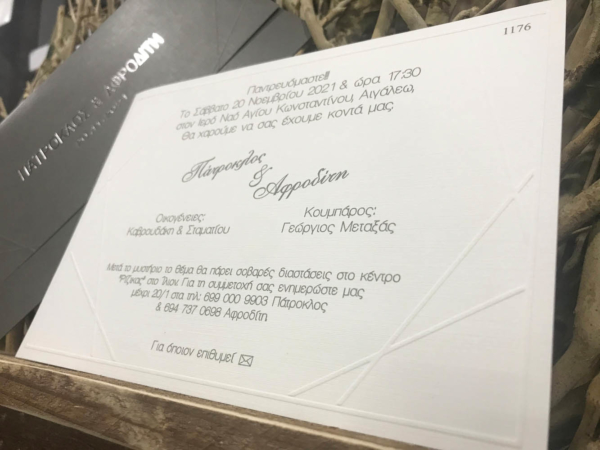 1176
ΠΑΤΡΟΚΛΟΣ & ΑΦΡΟΔΙΤΗ
Παντρευόμαστε!!!
Το Σάββατο 20 Νοεμβρίου 2021 & ώρα 17:30
στον Ιερό Ναό Αγίου Κωνσταντίνου, Αιγάλεω,
Θα χαρούμε να σας έχουμε κοντά μας
Πάτροκλος
&
Αφροδίτη
Οικογένειες:
Καβρουδάκη & Σταματίου
Κουμπάρος:
Γεώργιος Μεταξάς
Μετά το μυστήριο το θέμα θα πάρει σοβαρές διαστάσεις στο κέντρο
"Ρίζικας" στο Ίλιον. Για τη συμμετοχή σας ενημερώστε μας
μέχρι 20/1 στα τηλ: 699 000 9903 Πάτροκλος
& 694 737 0698 Αφροδίτη
Για όποιον επιθυμεί